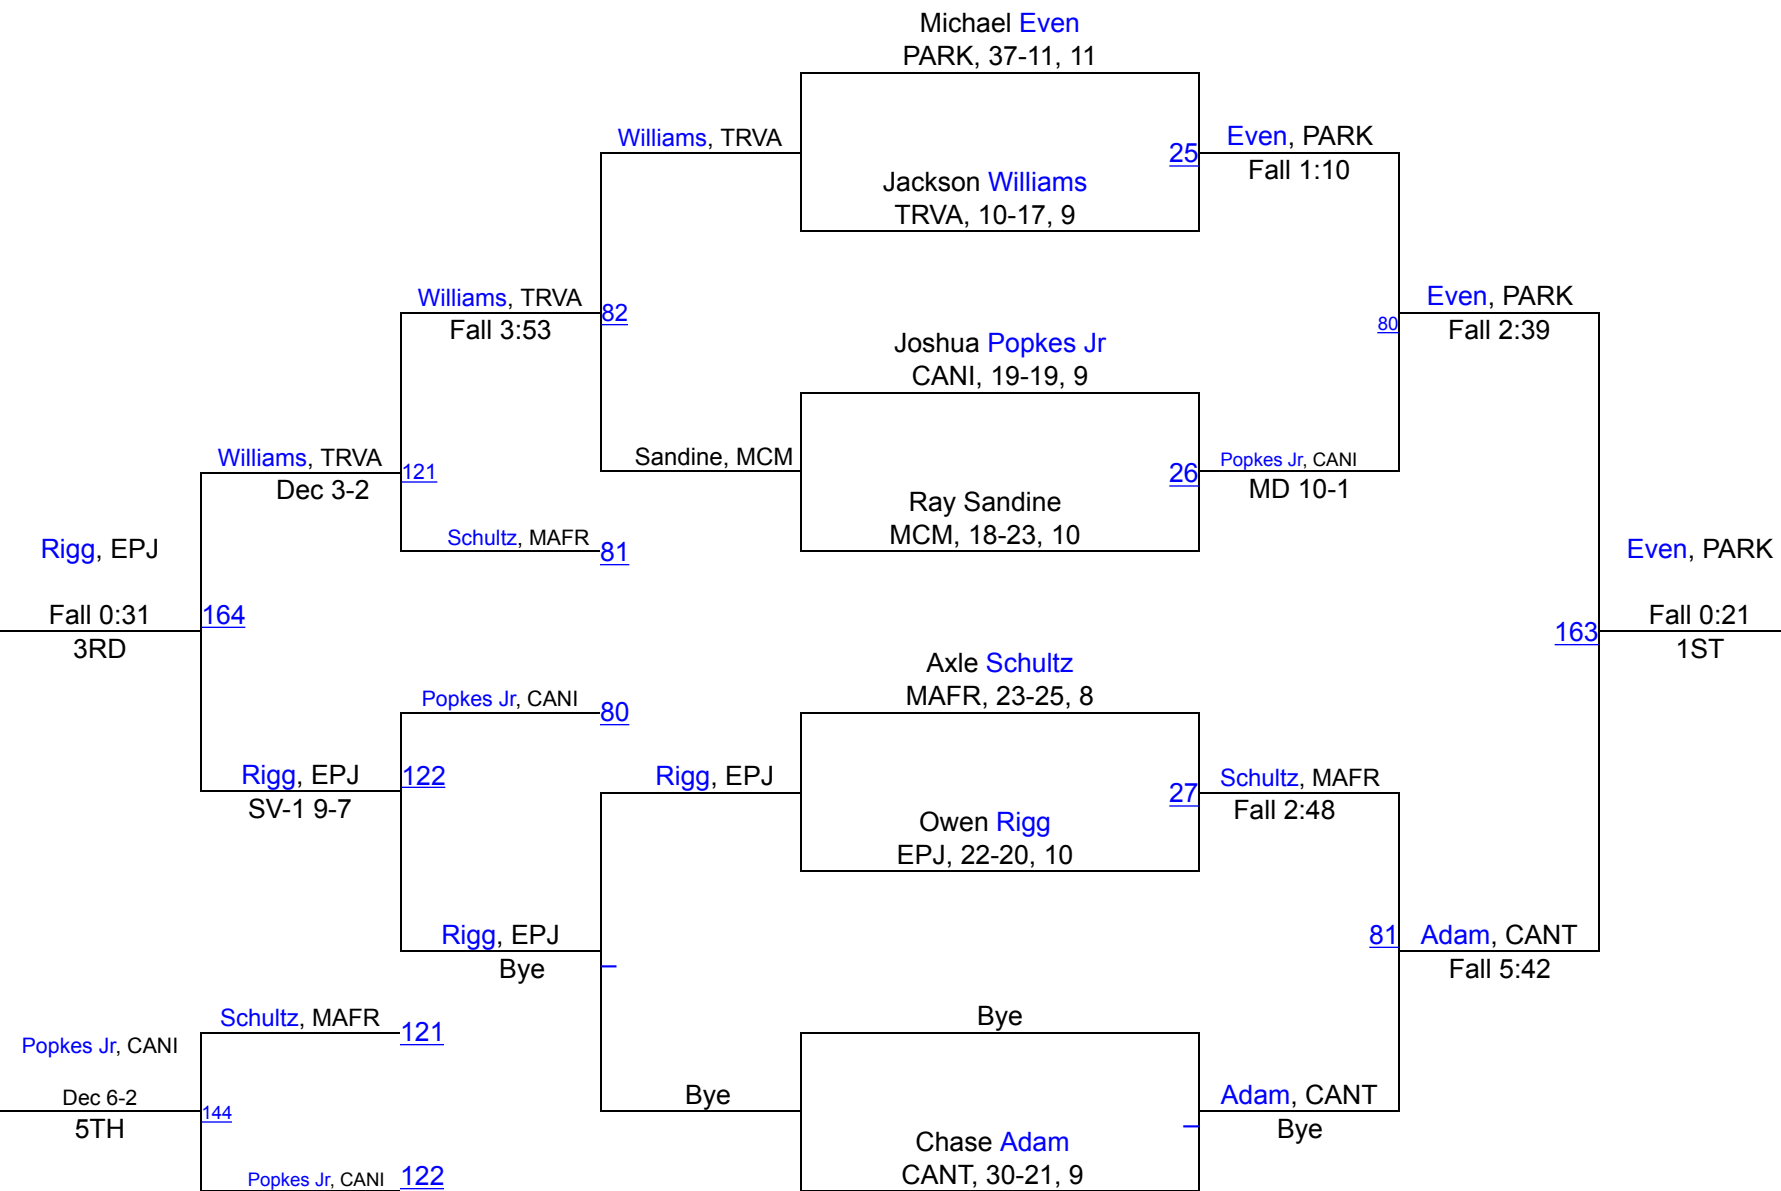 Michael Even
PARK, 37-11, 11
Williams, TRVA
25
Even, PARK
Fall 1:10
Jackson Williams
TRVA, 10-17, 9
Williams, TRVA
Fall 3:53
82
Even, PARK
Fall 2:39
80
Joshua Popkes Jr
CANI, 19-19, 9
Williams, TRVA
Dec 3-2
121
Sandine, MCM
26
Popkes Jr, CANI
MD 10-1
Ray Sandine
MCM, 18-23, 10
Schultz, MAFR
81
Rigg, EPJ
Fall 0:31
3RD
164
Even, PARK
Fall 0:21
1ST
163
Axle Schultz
MAFR, 23-25, 8
Popkes Jr, CANI
80
Rigg, EPJ
SV-1 9-7
122
Rigg, EPJ
27
Schultz, MAFR
Fall 2:48
Owen Rigg
EPJ, 22-20, 10
Rigg, EPJ
Bye
81
Adam, CANT
Fall 5:42
Schultz, MAFR
121
Bye
Popkes Jr, CANI
Dec 6-2
5TH
144
Bye
Adam, CANT
Bye
Chase Adam
CANT, 30-21, 9
Popkes Jr, CANI
122